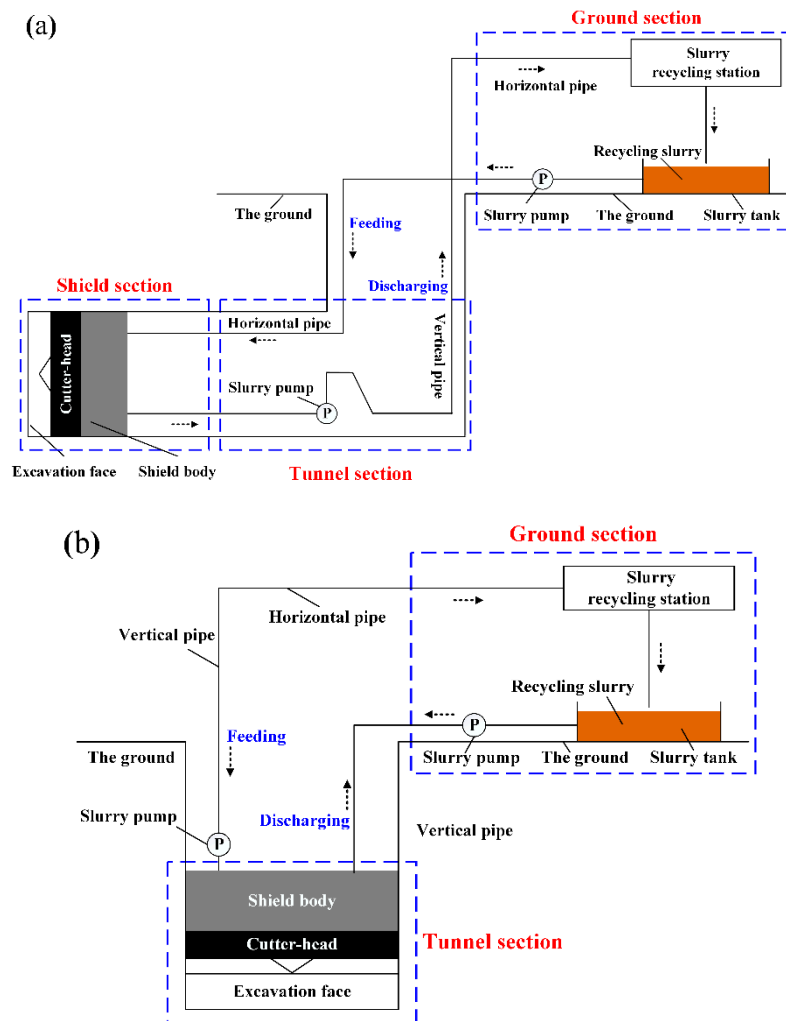 (a)
Ground section
Slurry
recycling station
Horizontal pipe
Recycling slurry
P
Slurry pump
The ground
Slurry tank
The ground
Feeding
Discharging
Shield section
Horizontal pipe
Vertical pipe
Cutter-head
Slurry pump
P
Excavation face
Shield body
Tunnel section
(b)
Ground section
Slurry
recycling station
Horizontal pipe
Vertical pipe
Recycling slurry
P
Feeding
The ground
Slurry pump
The ground
Slurry tank
Slurry pump
P
Discharging
Vertical pipe
Shield body
Cutter-head
Tunnel section
Excavation face